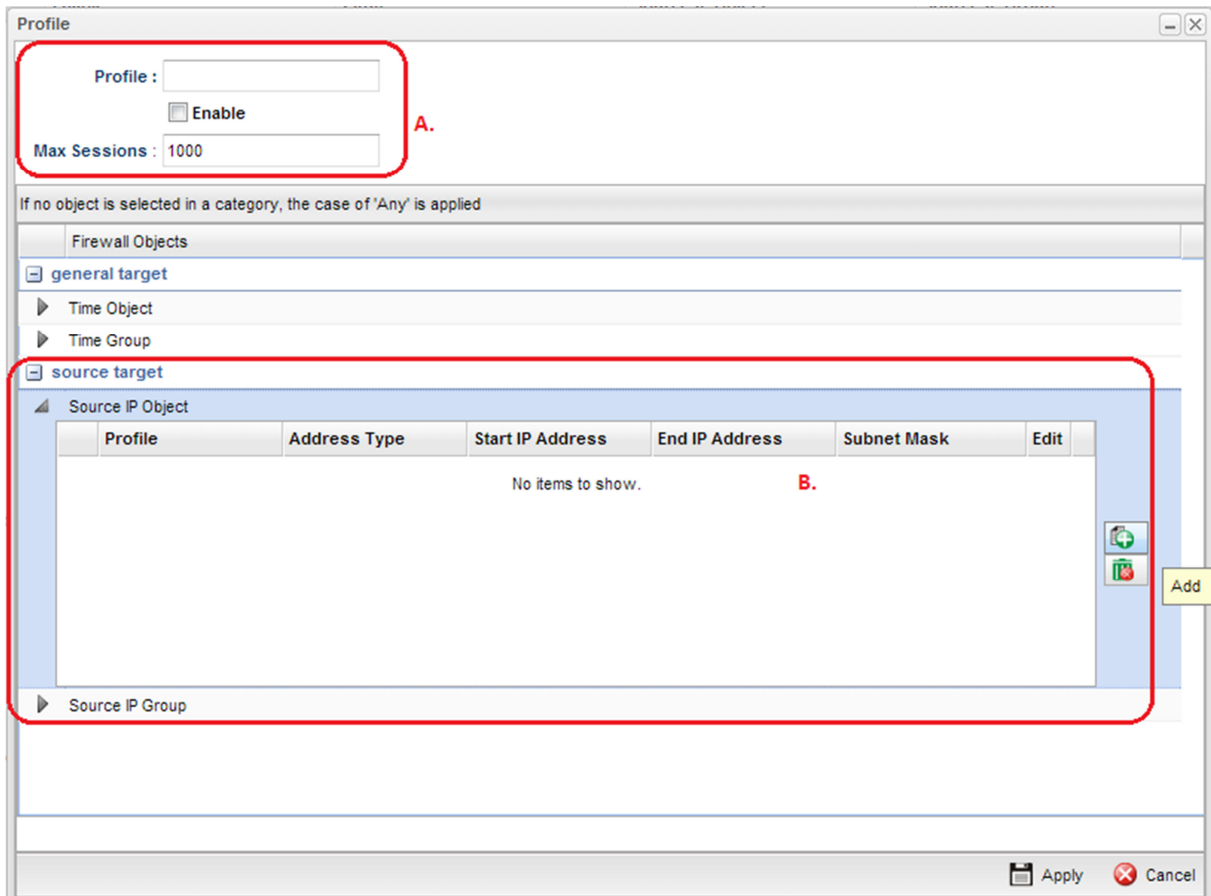 Profile
Profile :
Enable
A.
Max Sessions : 1000
If no object is selected in a category, the case of 'Any' is applied
Firewall Objects
general target
Time Object
Time Group
source target
Source IP Object
Profile Address Type Start IP Address End IP Address Subnet Mask Edit
No items to show. B.
Add
Source IP Group
Apply Cancel